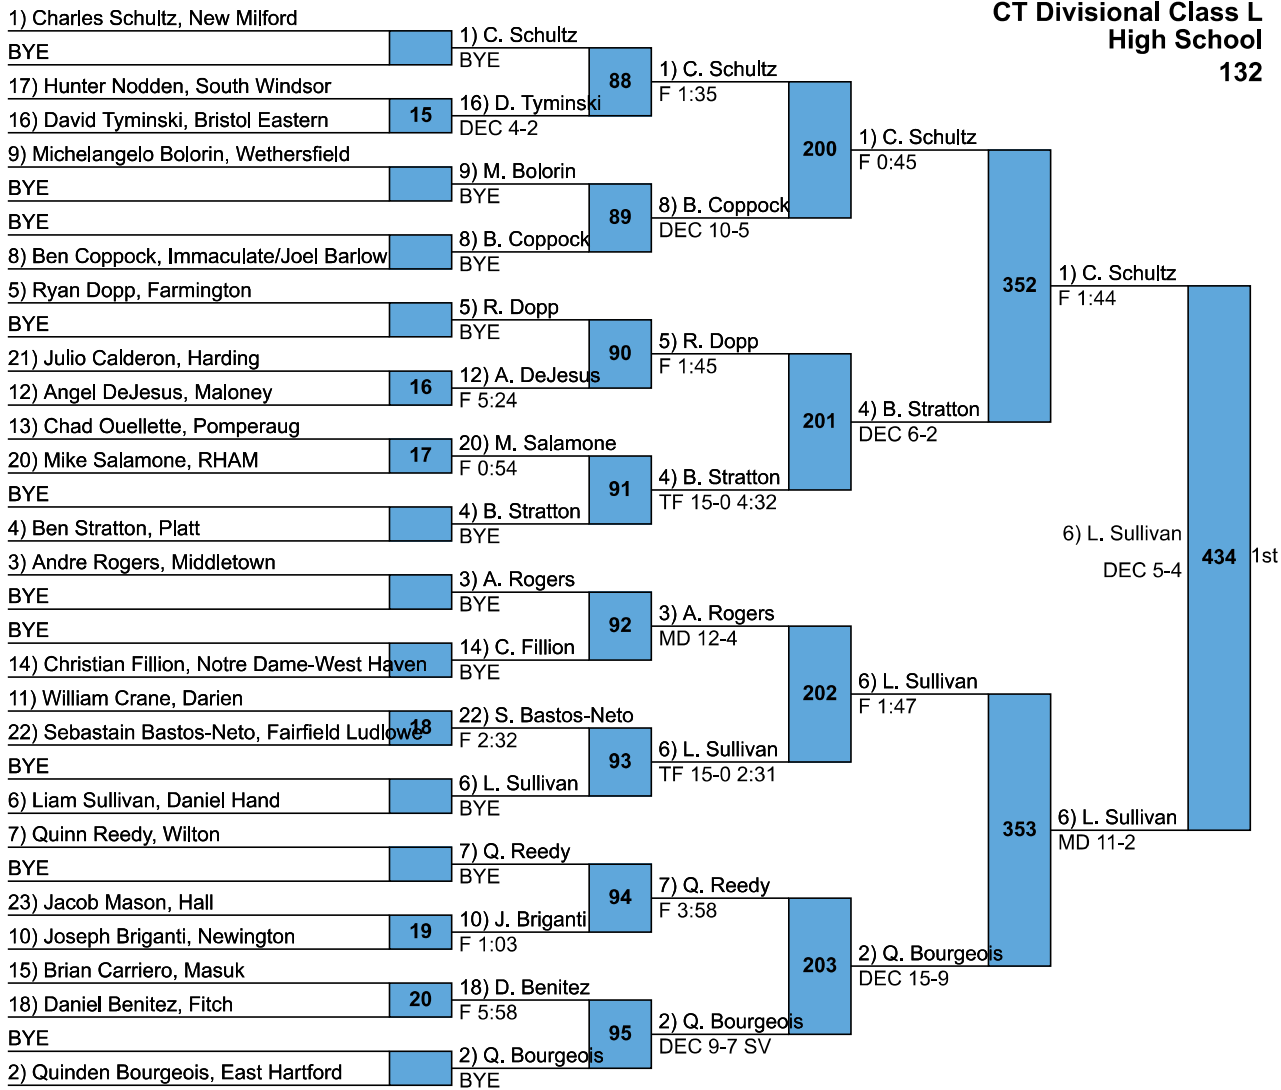 CT Divisional Class L
High School
132
1) Charles Schultz, New Milford
BYE
17) Hunter Nodden, South Windsor
16) David Tyminski, Bristol Eastern
9) Michelangelo Bolorin, Wethersfield
BYE
BYE
8) Ben Coppock, Immaculate/Joel Barlow
5) Ryan Dopp, Farmington
BYE
21) Julio Calderon, Harding
12) Angel DeJesus, Maloney
13) Chad Ouellette, Pomperaug
20) Mike Salamone, RHAM
BYE
4) Ben Stratton, Platt
3) Andre Rogers, Middletown
BYE
BYE
14) Christian Fillion, Notre Dame-West Haven
11) William Crane, Darien
22) Sebastain Bastos-Neto, Fairfield Ludlowe
BYE
6) Liam Sullivan, Daniel Hand
7) Quinn Reedy, Wilton
BYE
23) Jacob Mason, Hall
10) Joseph Briganti, Newington
15) Brian Carriero, Masuk
18) Daniel Benitez, Fitch
BYE
2) Quinden Bourgeois, East Hartford
15
16
17
18
19
20
1) C. Schultz
BYE
16) D. Tyminski
DEC 4-2
9) M. Bolorin
BYE
8) B. Coppock
BYE
5) R. Dopp
BYE
12) A. DeJesus
F 5:24
20) M. Salamone
F 0:54
4) B. Stratton
BYE
3) A. Rogers
BYE
14) C. Fillion
BYE
22) S. Bastos-Neto
F 2:32
6) L. Sullivan
BYE
7) Q. Reedy
BYE
10) J. Briganti
F 1:03
18) D. Benitez
F 5:58
2) Q. Bourgeois
BYE
88
89
90
91
92
93
94
95
1) C. Schultz
F 1:35
8) B. Coppock
DEC 10-5
5) R. Dopp
F 1:45
4) B. Stratton
TF 15-0 4:32
3) A. Rogers
MD 12-4
6) L. Sullivan
TF 15-0 2:31
7) Q. Reedy
F 3:58
2) Q. Bourgeois
DEC 9-7 SV
200
201
202
203
1) C. Schultz
F 0:45
4) B. Stratton
DEC 6-2
6) L. Sullivan
F 1:47
2) Q. Bourgeois
DEC 15-9
352
353
1) C. Schultz
F 1:44
6) L. Sullivan
MD 11-2
6) L. Sullivan
DEC 5-4
434
1st